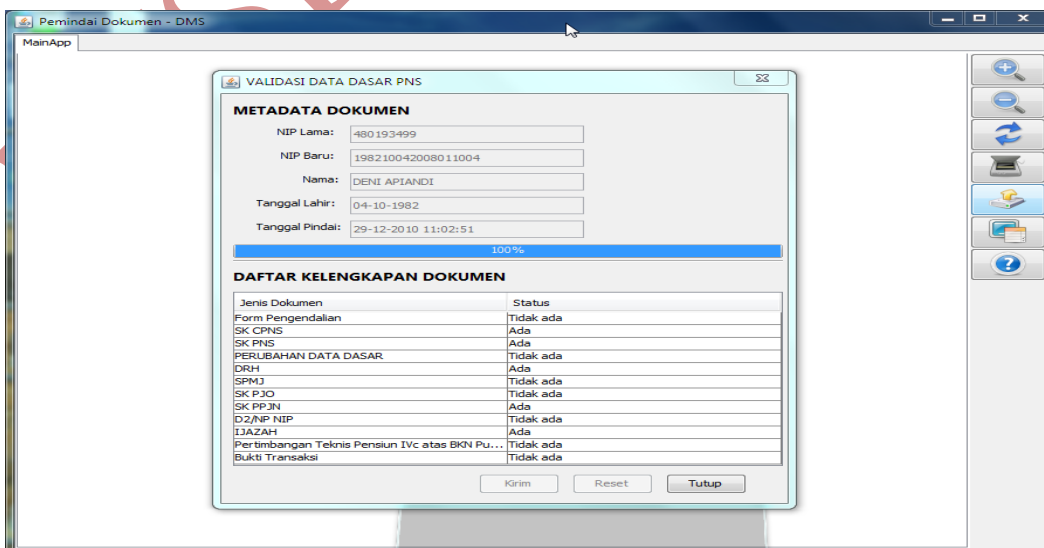 Pemindai Dokumen - DMS
MainApp
VALIDASI DATA DASAR PNS
METADATA DOKUMEN
NIP Lama: 480193499
NIP Baru: 198210042008011004
Nama: DENI APIANDI
Tanggal Lahir: 04-10-1982
Tanggal Pindai: 29-12-2010 11:02:51
100%
DAFTAR KELENGKAPAN DOKUMEN
Jenis Dokumen Status
Form Pengendalian Tidak ada
SK CPNS Ada
SK PNS Ada
PERUBAHAN DATA DASAR Tidak ada
DRH Ada
SPMJ Tidak ada
SK PJO Tidak ada
SK PPJN Ada
D2/NP NIP Tidak ada
IJAZAH Ada
Pertimbangan Teknis Pensiun IVc atas BKN Pu... Tidak ada
Bukti Transaksi Tidak ada
Kirim Reset Tutup